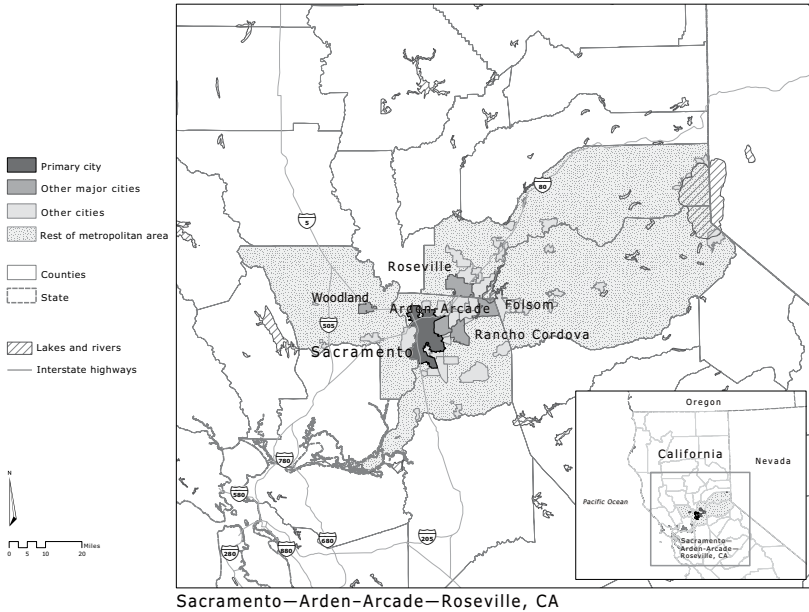 Primary city
Other major cities
Other cities
Rest of metropolitan area
Counties
State
Lakes and rivers
Interstate highways
N
0 5 10 20
Miles
80
5
Roseville
Woodland
Arden-Arcade
Folsom
505
Rancho Cordova
Sacramento
780
580
680
205
280
880
Oregon
California
Nevada
Pacific Ocean
Sacramento—
Arden-Arcade—
Roseville, CA
Sacramento—Arden–Arcade—Roseville, CA